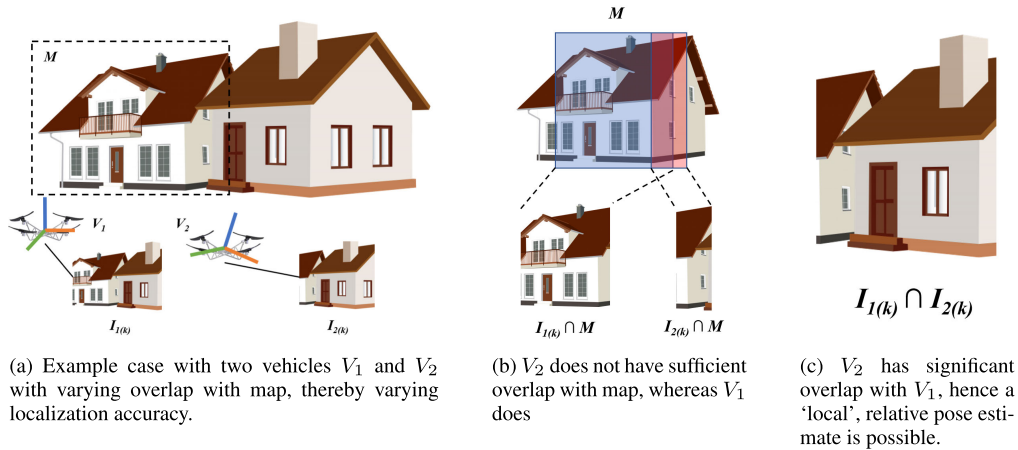 M
V1
V2
I1(k)
I2(k)
(a) Example case with two vehicles V1 and V2
with varying overlap with map, thereby varying
localization accuracy.
M
I1(k) ∩ M
I2(k) ∩ M
(b) V2 does not have sufficient
overlap with map, whereas V1
does
I1(k) ∩ I2(k)
(c) V2 has significant
overlap with V1, hence a
‘local’, relative pose esti-
mate is possible.